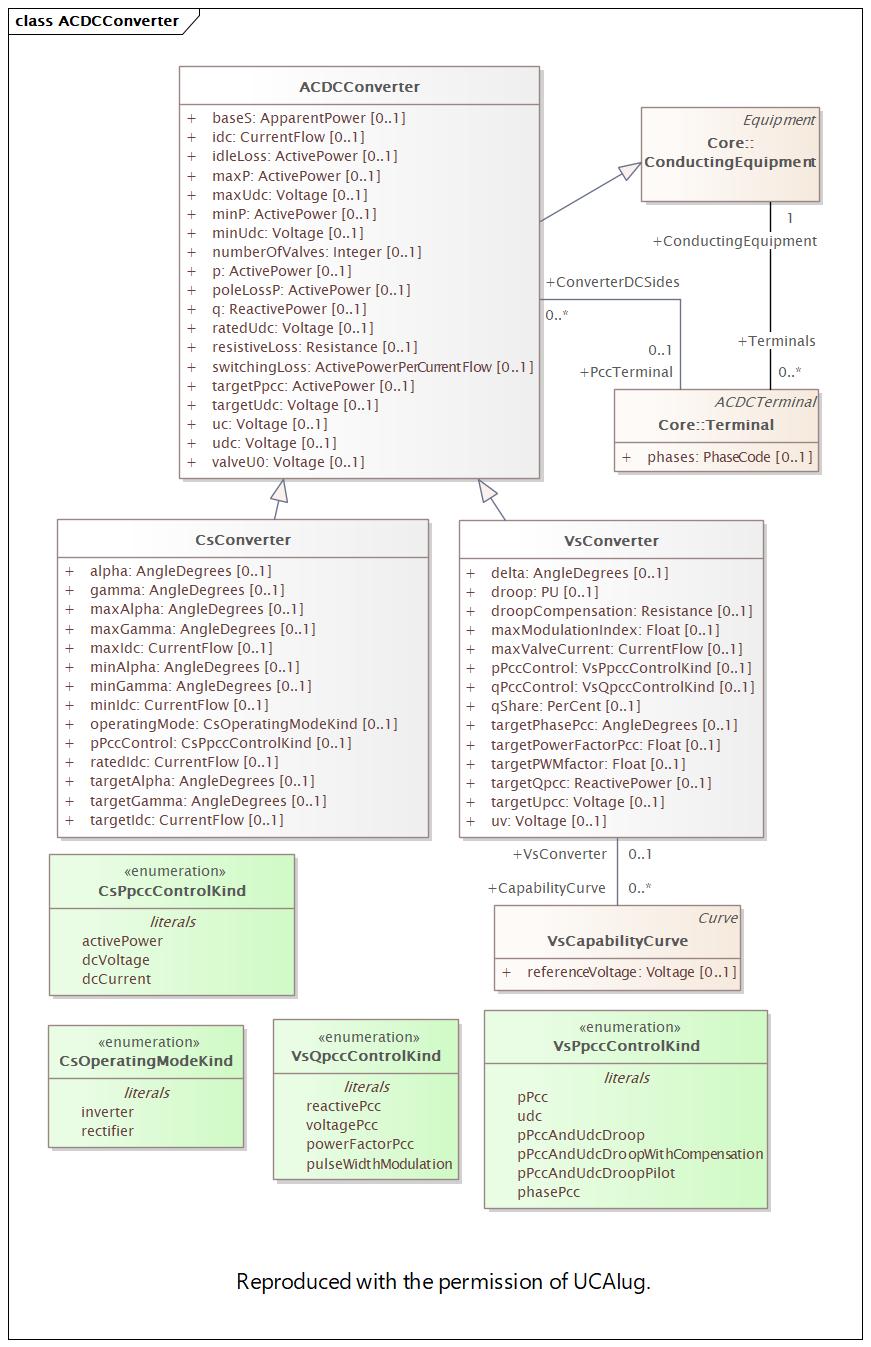 class ACDCConverter
ACDCConverter
+ baseS: ApparentPower [0..1]
+ idc: CurrentFlow [0..1]
+ idleLoss: ActivePower [0..1]
+ maxP: ActivePower [0..1]
+ maxUdc: Voltage [0..1]
+ minP: ActivePower [0..1]
+ minUdc: Voltage [0..1]
+ numberOfValves: Integer [0..1]
+ p: ActivePower [0..1]
+ poleLossP: ActivePower [0..1]
+ q: ReactivePower [0..1]
+ ratedUdc: Voltage [0..1]
+ resistiveLoss: Resistance [0..1]
+ switchingLoss: ActivePowerPerCurrentFlow [0..1]
+ targetPpcc: ActivePower [0..1]
+ targetUdc: Voltage [0..1]
+ uc: Voltage [0..1]
+ udc: Voltage [0..1]
+ valveU0: Voltage [0..1]
Equipment
Core::
ConductingEquipment
1
+ConductingEquipment
+ConverterDCSides
0..*
+Terminals
0..1
+PccTerminal
0..*
ACDCTerminal
Core::Terminal
+ phases: PhaseCode [0..1]
CsConverter
+ alpha: AngleDegrees [0..1]
+ gamma: AngleDegrees [0..1]
+ maxAlpha: AngleDegrees [0..1]
+ maxGamma: AngleDegrees [0..1]
+ maxIdc: CurrentFlow [0..1]
+ minAlpha: AngleDegrees [0..1]
+ minGamma: AngleDegrees [0..1]
+ minIdc: CurrentFlow [0..1]
+ operatingMode: CsOperatingModeKind [0..1]
+ pPccControl: CsPpccControlKind [0..1]
+ ratedIdc: CurrentFlow [0..1]
+ targetAlpha: AngleDegrees [0..1]
+ targetGamma: AngleDegrees [0..1]
+ targetIdc: CurrentFlow [0..1]
VsConverter
+ delta: AngleDegrees [0..1]
+ droop: PU [0..1]
+ droopCompensation: Resistance [0..1]
+ maxModulationIndex: Float [0..1]
+ maxValveCurrent: CurrentFlow [0..1]
+ pPccControl: VsPpccControlKind [0..1]
+ qPccControl: VsQpccControlKind [0..1]
+ qShare: PerCent [0..1]
+ targetPhasePcc: AngleDegrees [0..1]
+ targetPowerFactorPcc: Float [0..1]
+ targetPWMfactor: Float [0..1]
+ targetQpcc: ReactivePower [0..1]
+ targetUpcc: Voltage [0..1]
+ uv: Voltage [0..1]
+VsConverter 0..1
+CapabilityCurve 0..*
Curve
VsCapabilityCurve
+ referenceVoltage: Voltage [0..1]
«enumeration»
CsPpccControlKind
literals
activePower
dcVoltage
dcCurrent
«enumeration»
CsOperatingModeKind
literals
inverter
rectifier
«enumeration»
VsQpccControlKind
literals
reactivePcc
voltagePcc
powerFactorPcc
pulseWidthModulation
«enumeration»
VsPpccControlKind
literals
pPcc
udc
pPccAndUdcDroop
pPccAndUdcDroopWithCompensation
pPccAndUdcDroopPilot
phasePcc
Reproduced with the permission of UCAIug.